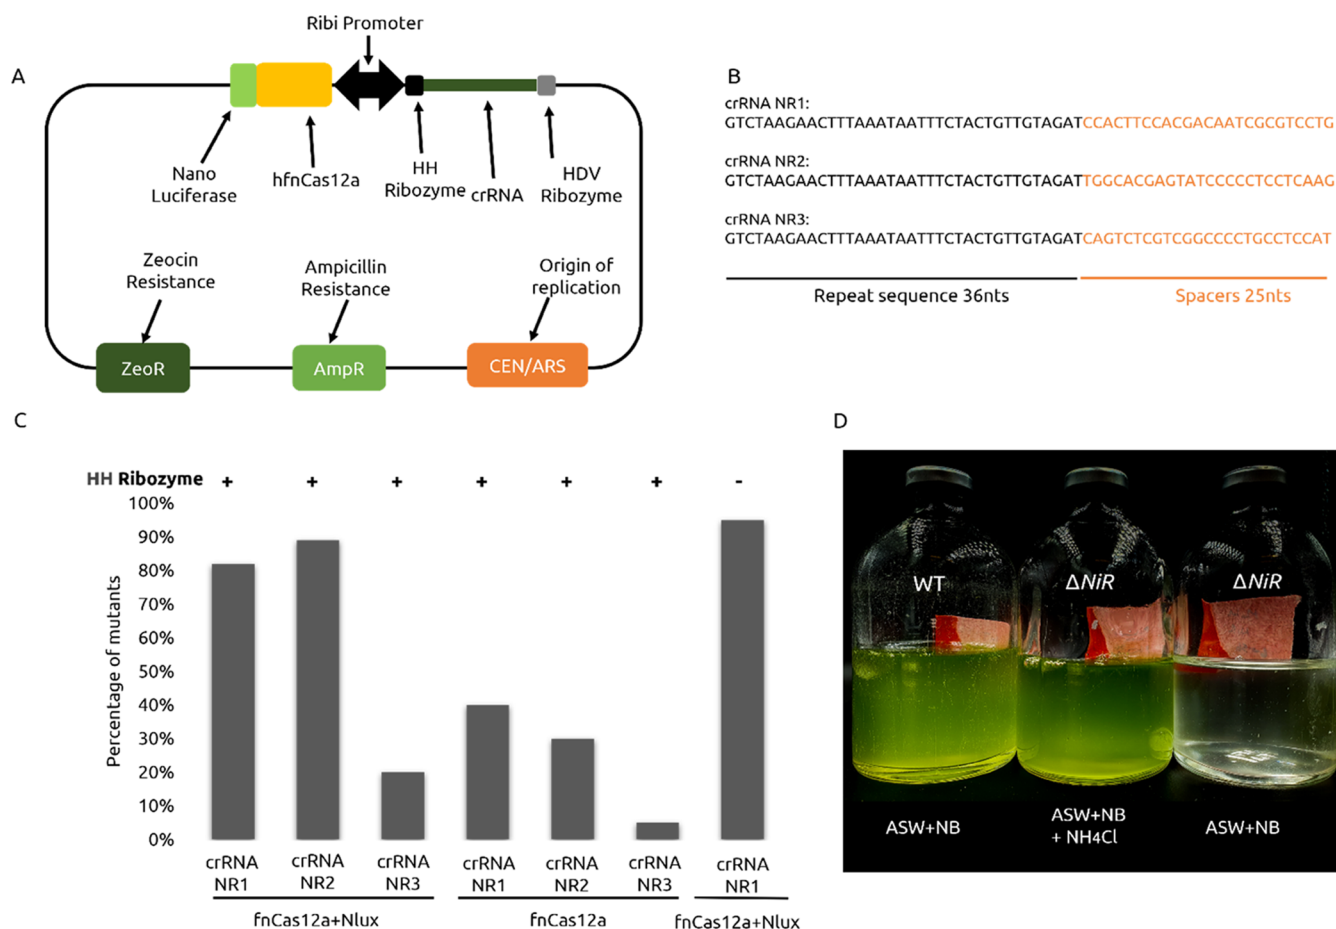 A
Ribi Promoter
Nano
Luciferase
hfnCas12a
HH
Ribozyme
crRNA
HDV
Ribozyme
Zeocin
Resistance
Ampicillin
Resistance
Origin of
replication
ZeoR
AmpR
CEN/ARS
B
crRNA NR1:
GTCTAAGAACTTTAAATAATTTCTACTGTTGTAGATCCACTTCCACGACAATCGCGTCCTG
crRNA NR2:
GTCTAAGAACTTTAAATAATTTCTACTGTTGTAGATTGGCACGAGTATCCCCCTCCTCAAG
crRNA NR3:
GTCTAAGAACTTTAAATAATTTCTACTGTTGTAGATCAGTCTCGTCGGCCCCTGCCTCCAT
Repeat sequence 36nts
Spacers 25nts
C
HH Ribozyme + + + + + + -
Percentage of mutants
100%
90%
80%
70%
60%
50%
40%
30%
20%
10%
0%
crRNA NR1
crRNA NR2
crRNA NR3
crRNA NR1
crRNA NR2
crRNA NR3
crRNA NR1
fnCas12a+Nlux
fnCas12a
fnCas12a+Nlux
D
WT
ΔNiR
ΔNiR
ASW+NB
ASW+NB
+ NH4Cl
ASW+NB